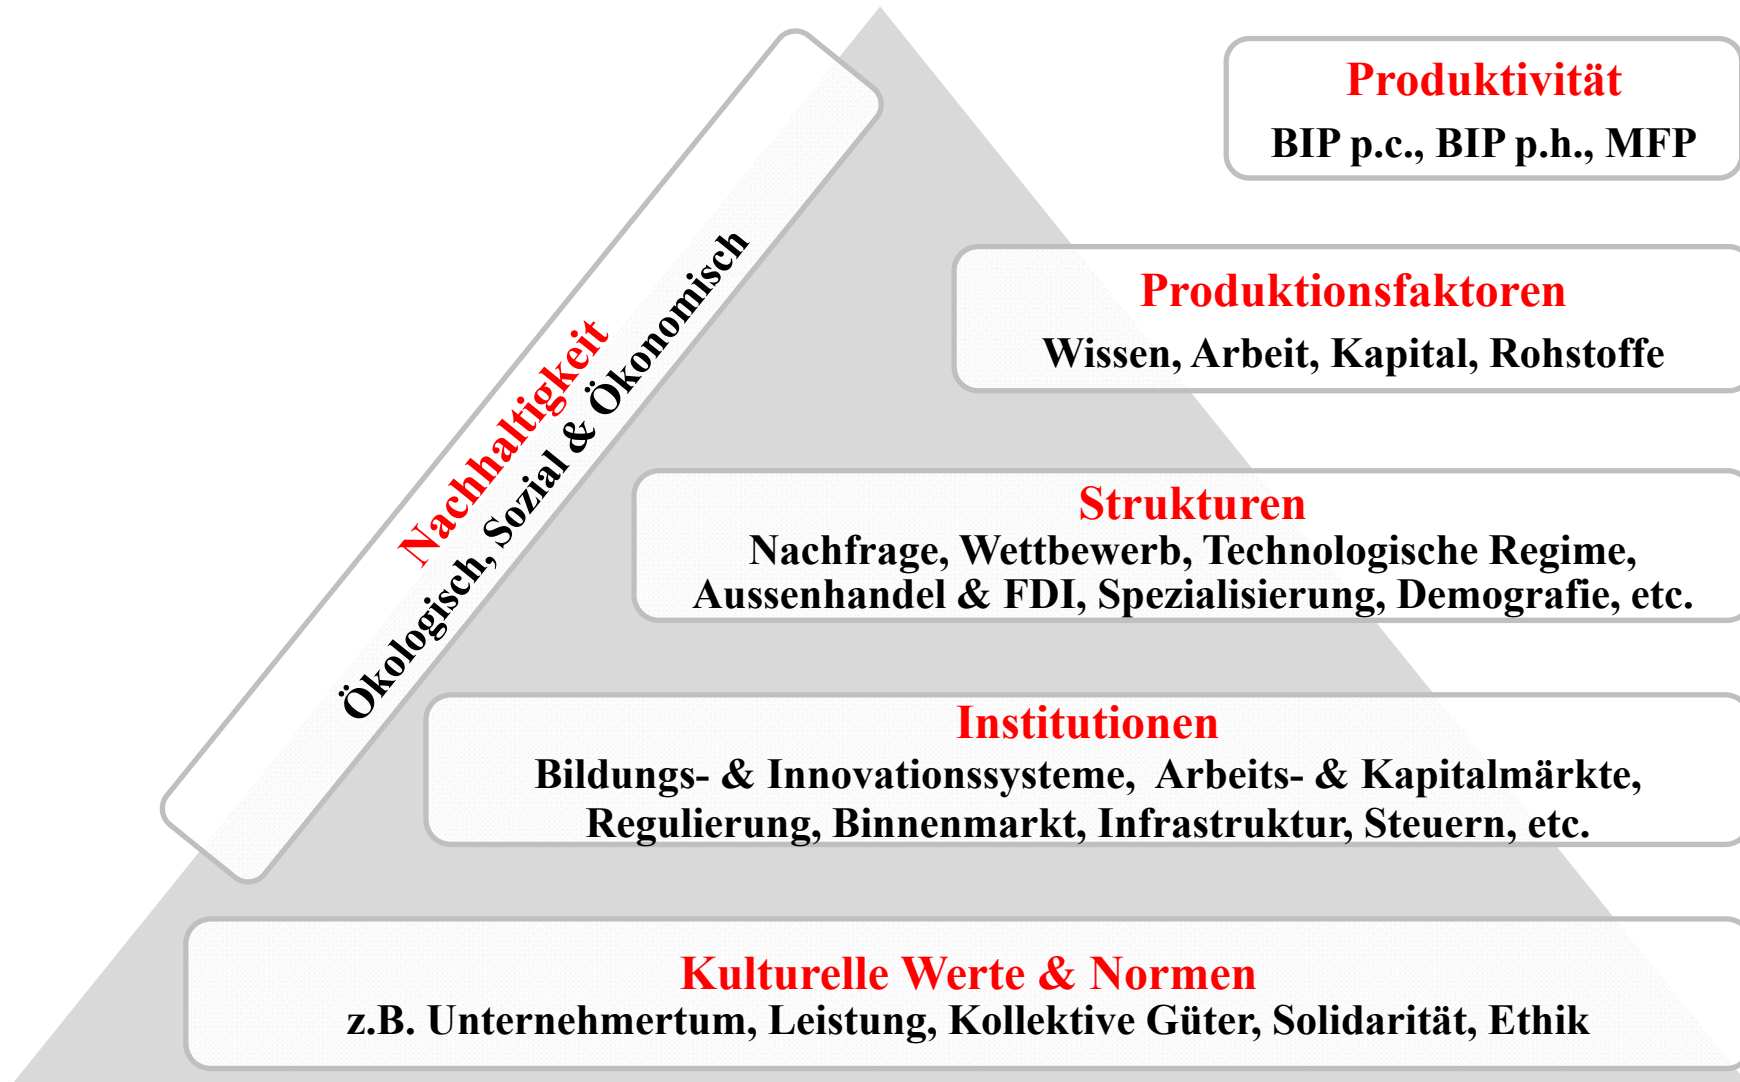 Produktivität
BIP p.c., BIP p.h., MFP
Nachhaltigkeit
Ökologisch, Sozial & Ökonomisch
Produktionsfaktoren
Wissen, Arbeit, Kapital, Rohstoffe
Strukturen
Nachfrage, Wettbewerb, Technologische Regime,
Aussenhandel & FDI, Spezialisierung, Demografie, etc.
Institutionen
Bildungs- & Innovationssysteme, Arbeits- & Kapitalmärkte,
Regulierung, Binnenmarkt, Infrastruktur, Steuern, etc.
Kulturelle Werte & Normen
z.B. Unternehmertum, Leistung, Kollektive Güter, Solidarität, Ethik